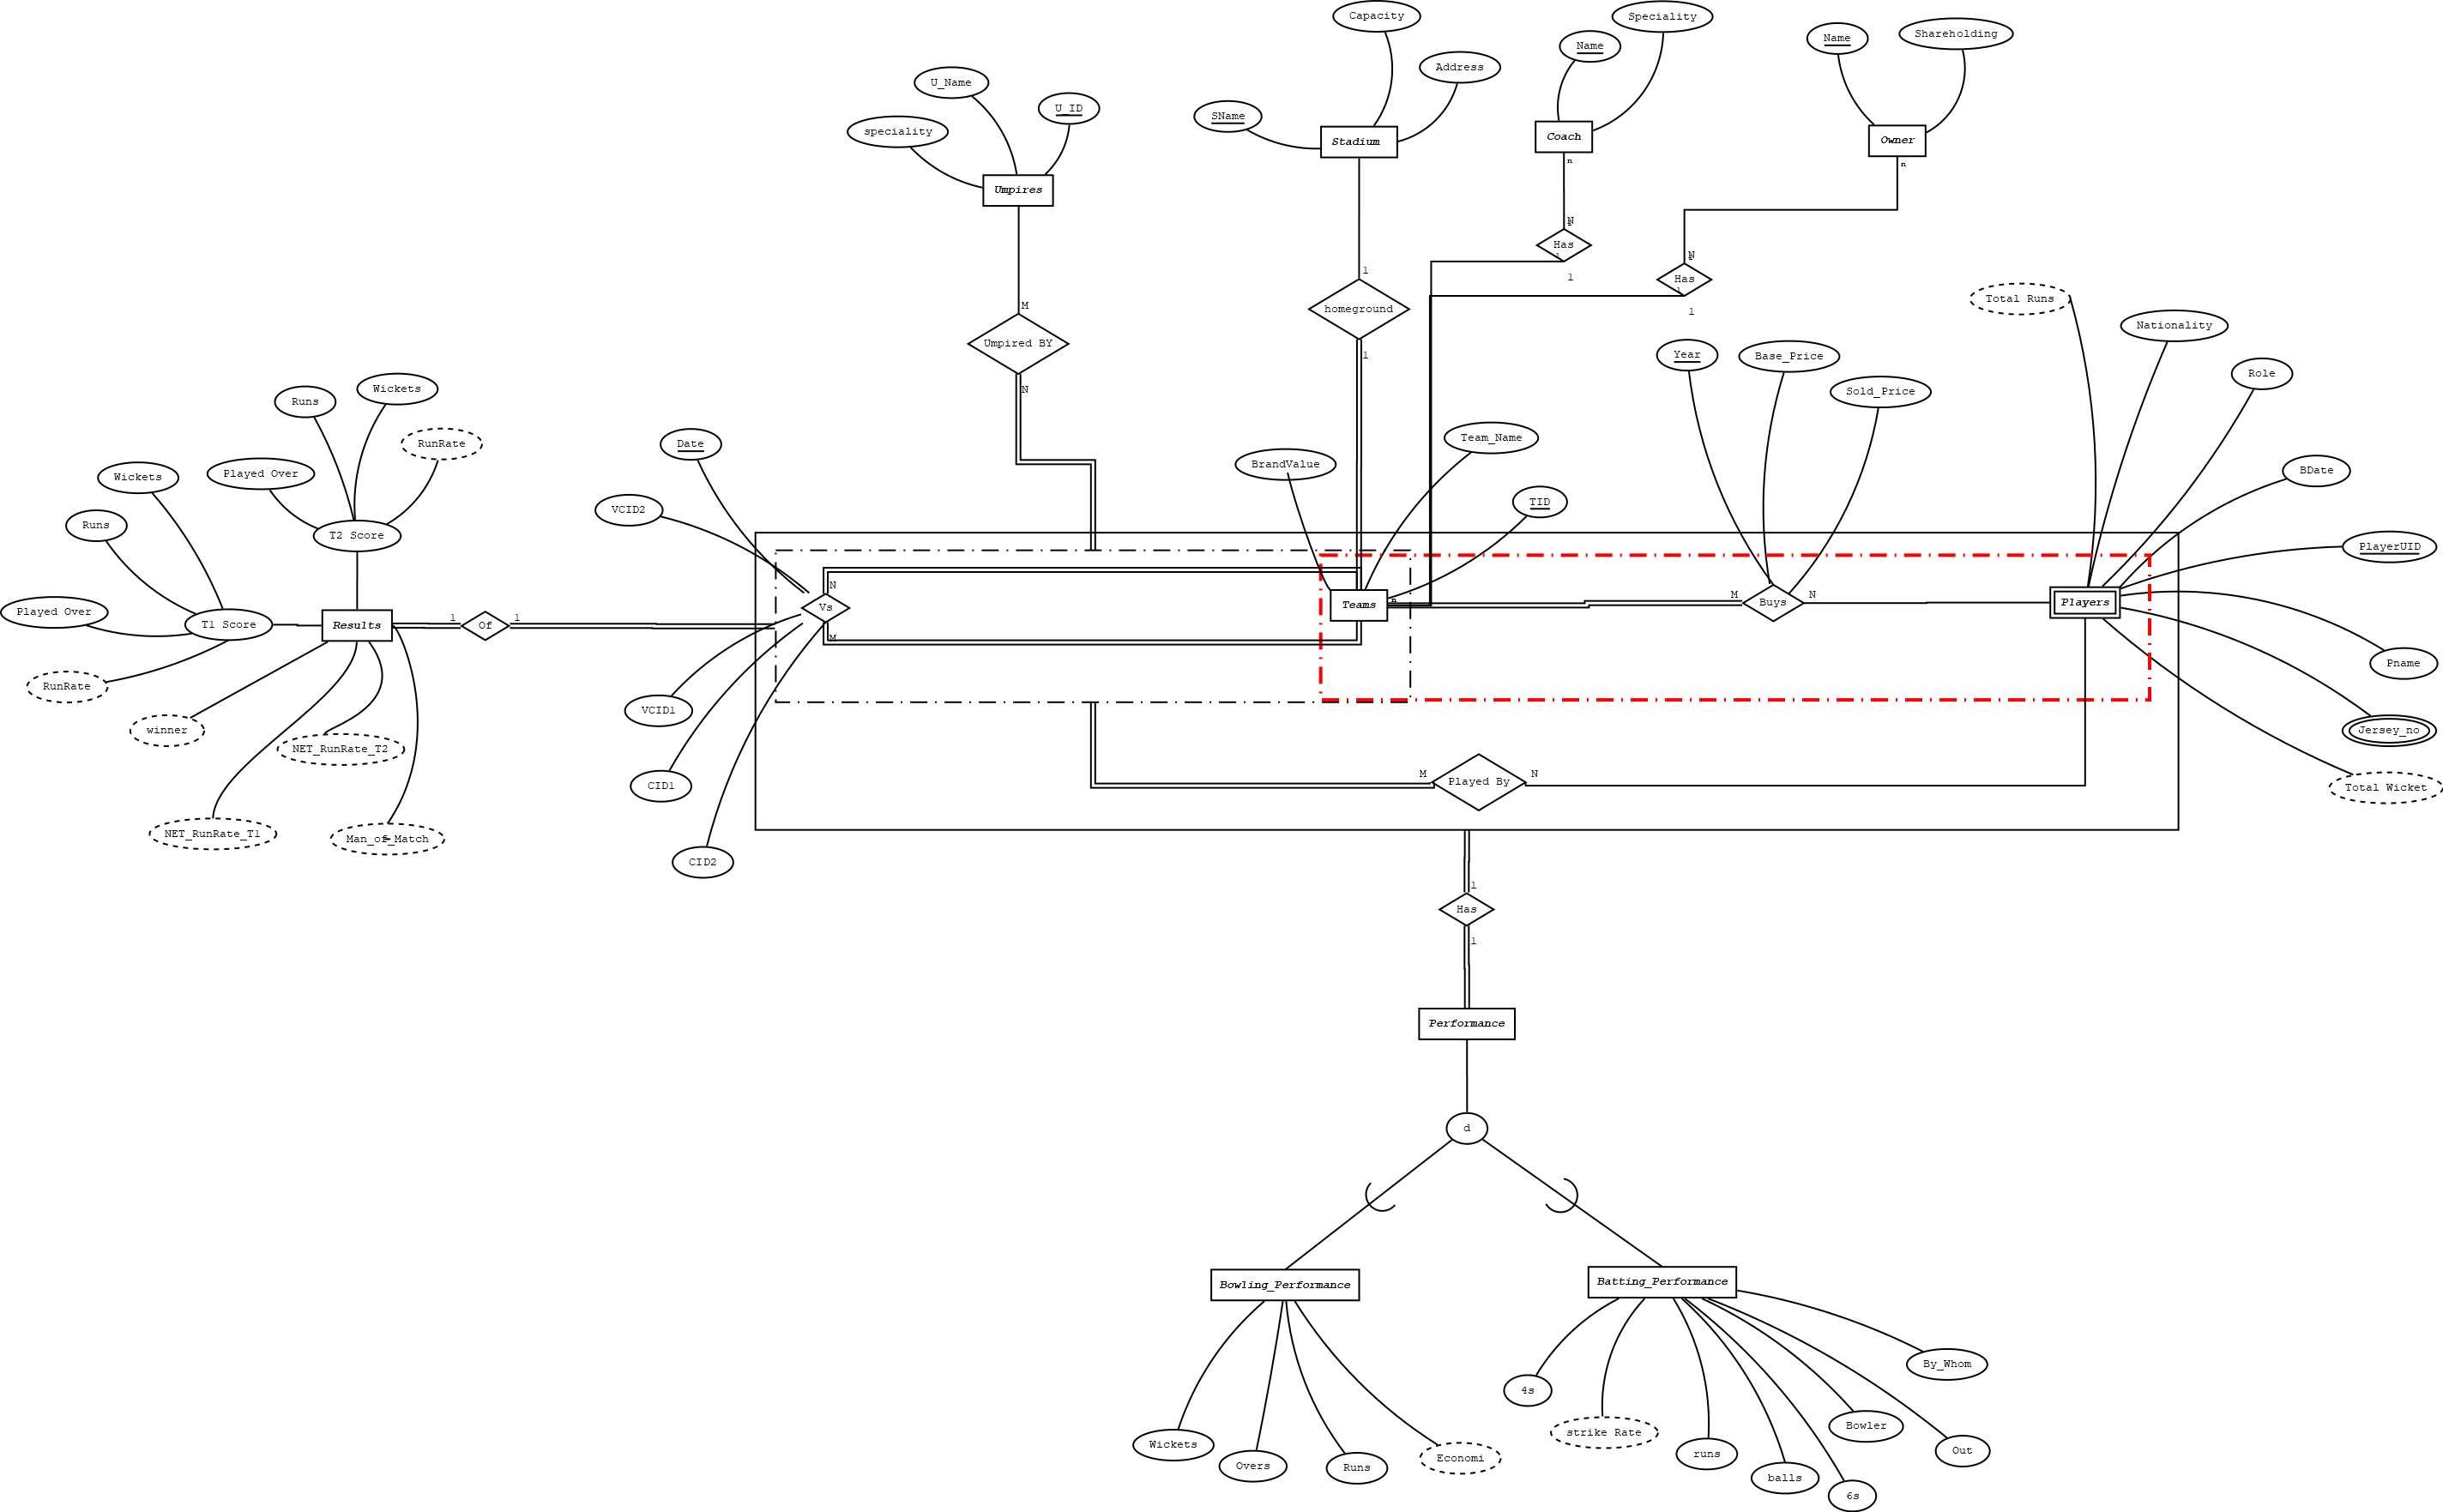 Capacity
Speciality
Name
Name
Shareholding
Address
U_Name
U_ID
SName
speciality
Stadium
Coach
Owner
n
n
Umpires
N
1
Has
1
1
N
1
Has
1
1
1
homeground
1
M
Umpired BY
N
Total Runs
Nationality
Role
BDate
PlayerUID
Pname
Jersey_no
Total Wicket
Year
Base_Price
Sold_Price
Team_Name
BrandValue
TID
Date
VCID2
Wickets
Runs
RunRate
Played Over
T2 Score
Wickets
Runs
Played Over
T1 Score
RunRate
Results
1
Of
1
winner
NET_RunRate_T2
NET_RunRate_T1
Man_of_Match
N
Vs
M
Teams
n
M
Buys
N
Players
VCID1
CID1
CID2
M
Played By
N
1
Has
1
Performance
d
Bowling_Performance
Batting_Performance
Wickets
Overs
Runs
Economi
4s
strike Rate
runs
balls
6s
Bowler
Out
By_Whom